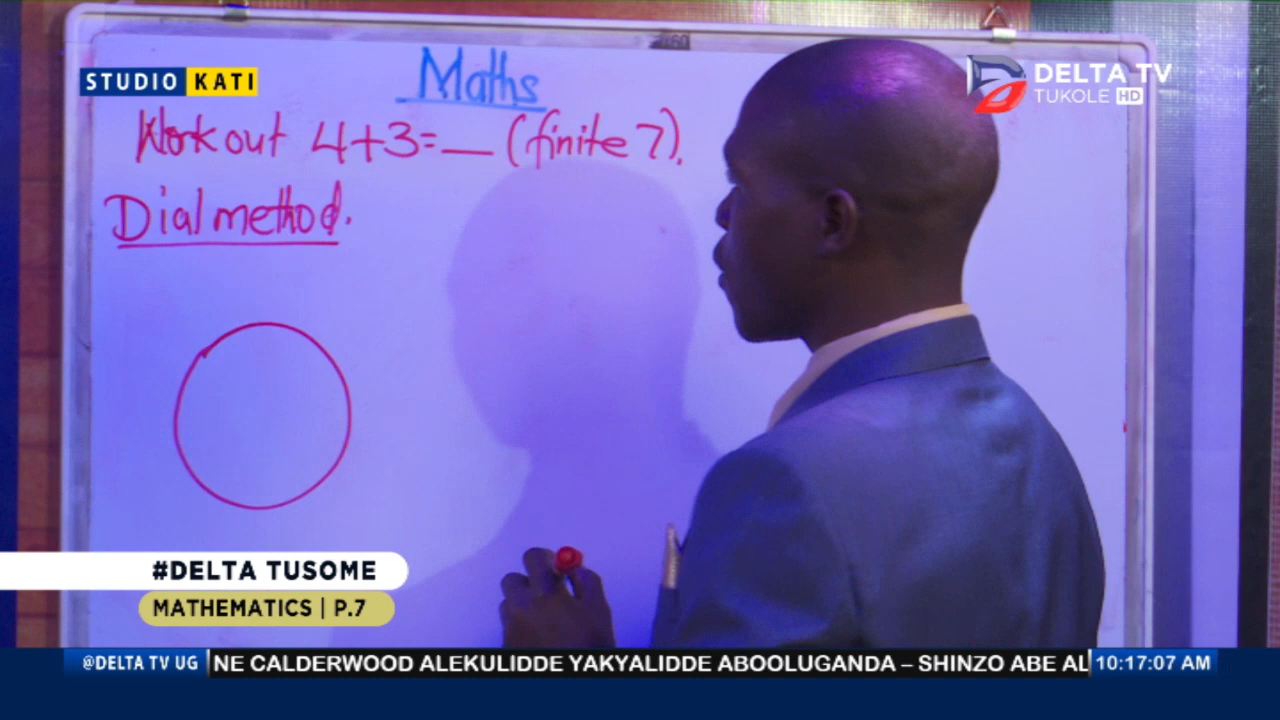 STUDIO KATI
DELTA TV
TUKOLE HD
Maths
Work out 4+3=__ (finite 7).
Dial method.
#DELTA TUSOME
MATHEMATICS | P.7
@DELTA TV UG NE CALDERWOOD ALEKULIDDE YAKYALIDDE ABOOLUGANDA – SHINZO ABE AL 10:17:07 AM